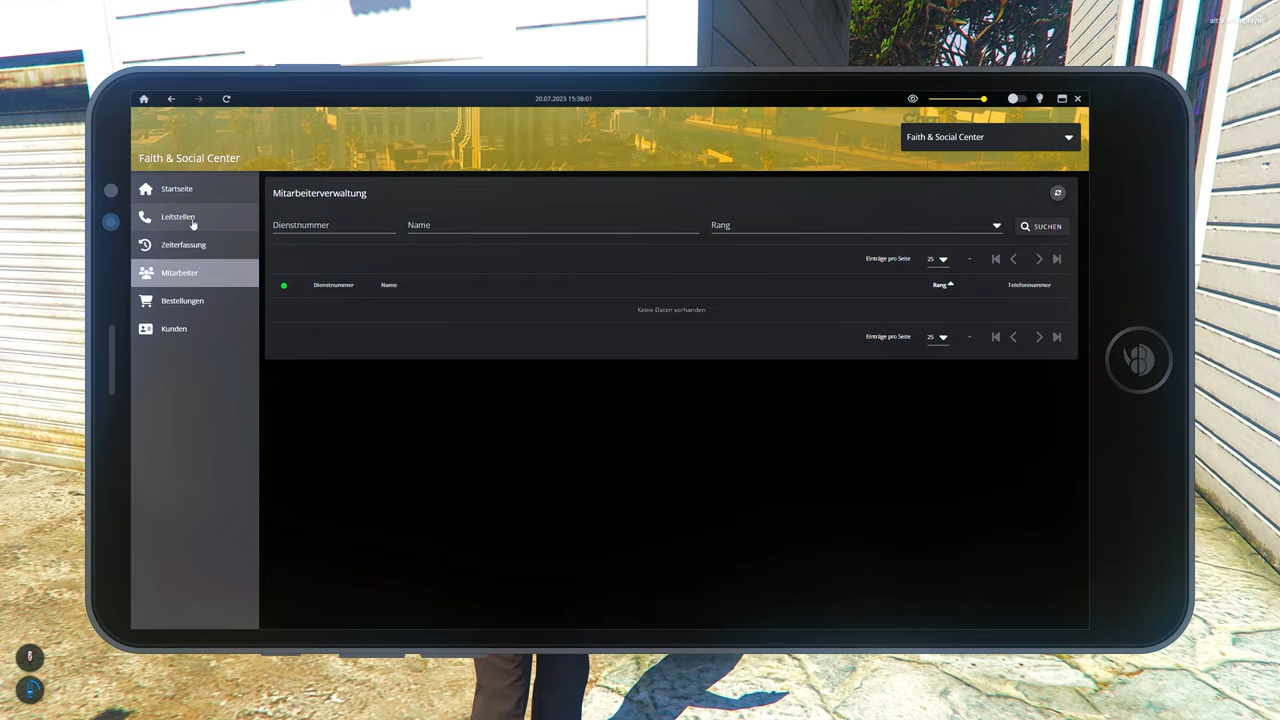 20.07.2023 15:38:01
Faith & Social Center
Faith & Social Center
Startseite
Leitstellen
Zeiterfassung
Mitarbeiter
Bestellungen
Kunden
Mitarbeiterverwaltung
Dienstnummer Name Rang SUCHEN
Einträge pro Seite 25 -
Dienstnummer Name Rang Telefonnummer
Keine Daten vorhanden
Einträge pro Seite 25 -